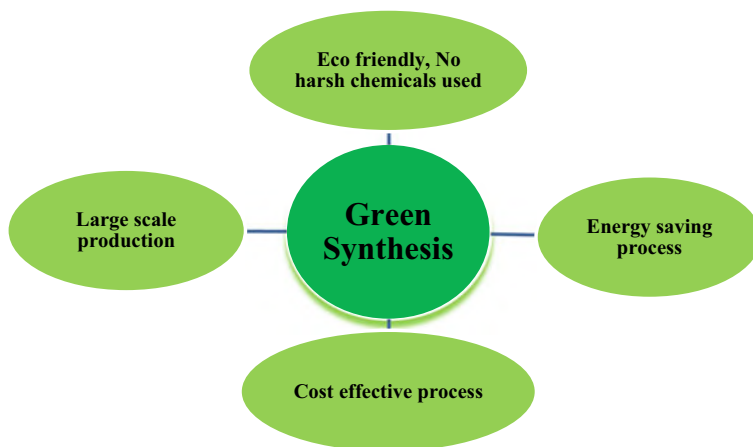 Eco friendly, No
harsh chemicals used
Large scale
production
Green
Synthesis
Energy saving
process
Cost effective process